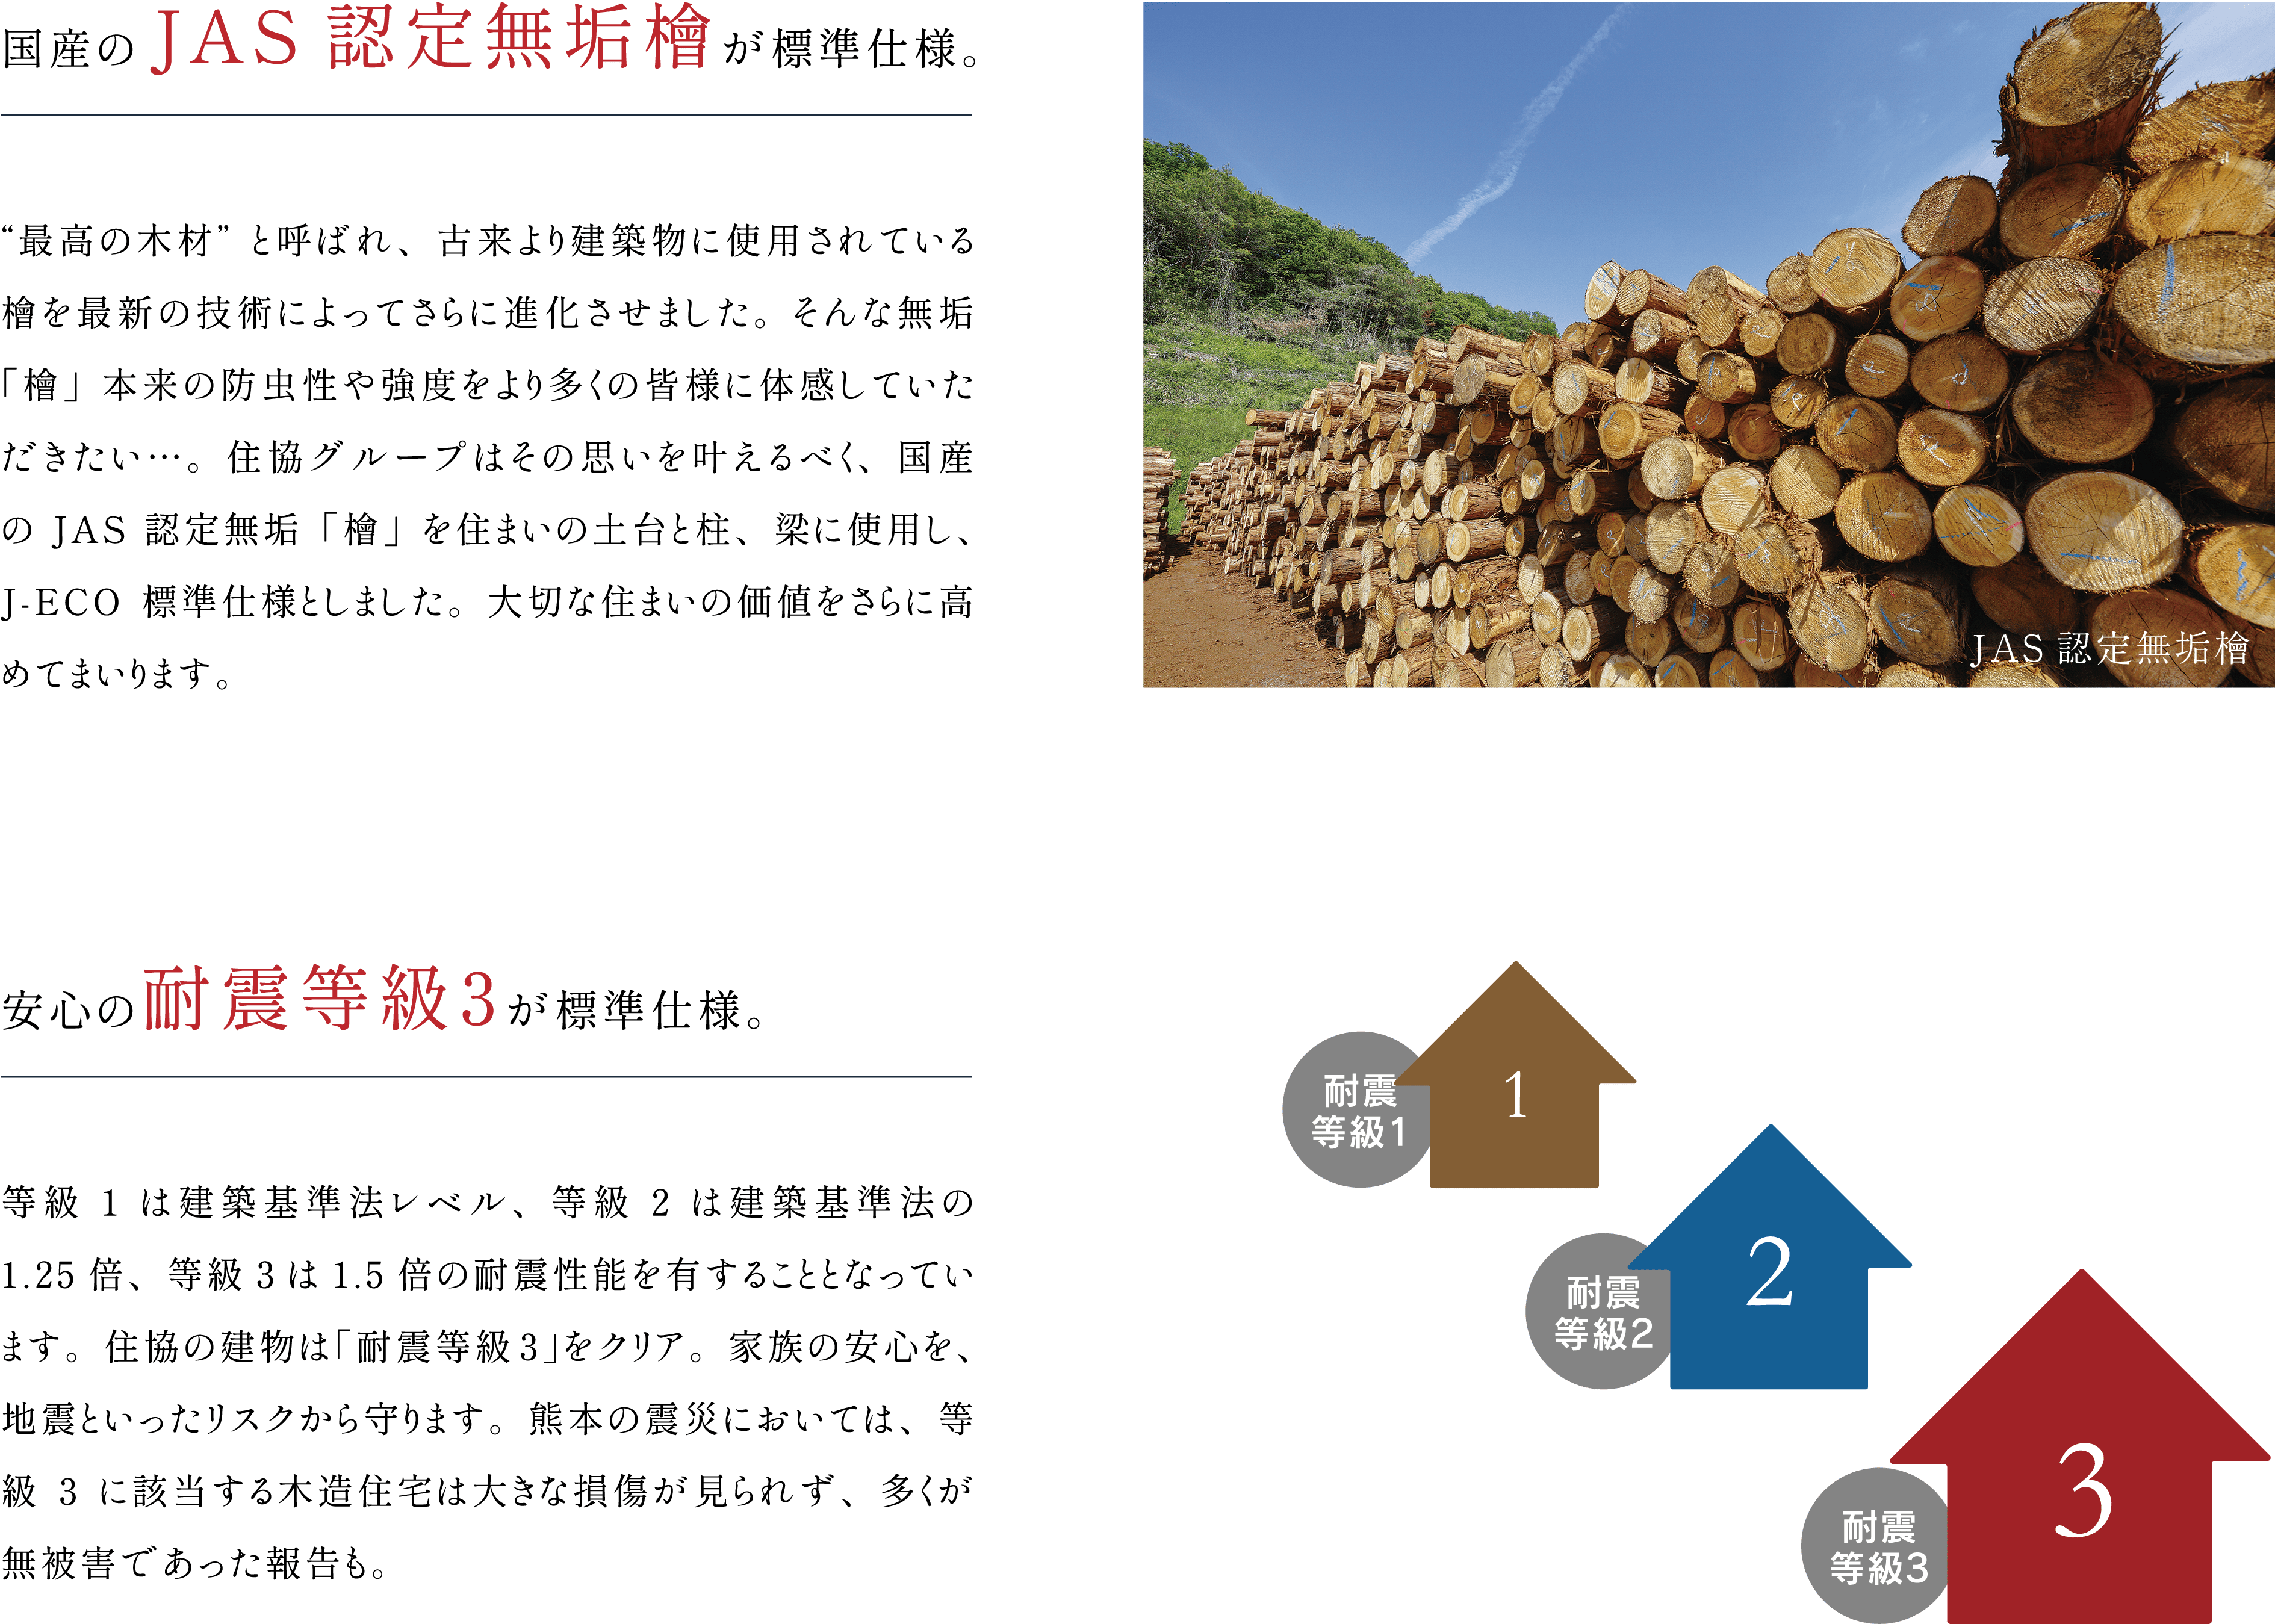 国産のJAS認定無垢檜が標準仕様。
“最高の木材”と呼ばれ、古来より建築物に使用されている
檜を最新の技術によってさらに進化させました。そんな無垢
「檜」本来の防虫性や強度をより多くの皆様に体感していた
だきたい…。住協グループはその思いを叶えるべく、国産
の JAS 認定無垢「檜」を住まいの土台と柱、梁に使用し、
J-ECO 標準仕様としました。大切な住まいの価値をさらに高
めてまいります。
JAS認定無垢檜
安心の耐震等級3が標準仕様。
等級 1 は建築基準法レベル、等級 2 は建築基準法の
1.25 倍、等級 3 は 1.5 倍の耐震性能を有することとなってい
ます。住協の建物は「耐震等級3」をクリア。家族の安心を、
地震といったリスクから守ります。熊本の震災においては、等
級 3 に該当する木造住宅は大きな損傷が見られず、多くが
無被害であった報告も。
耐震
等級1
1
耐震
等級2
2
耐震
等級3
3